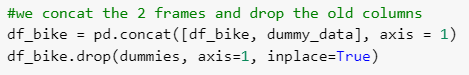 #we concat the 2 frames and drop the old columns
df_bike = pd.concat([df_bike, dummy_data], axis = 1)
df_bike.drop(dummies, axis=1, inplace=True)